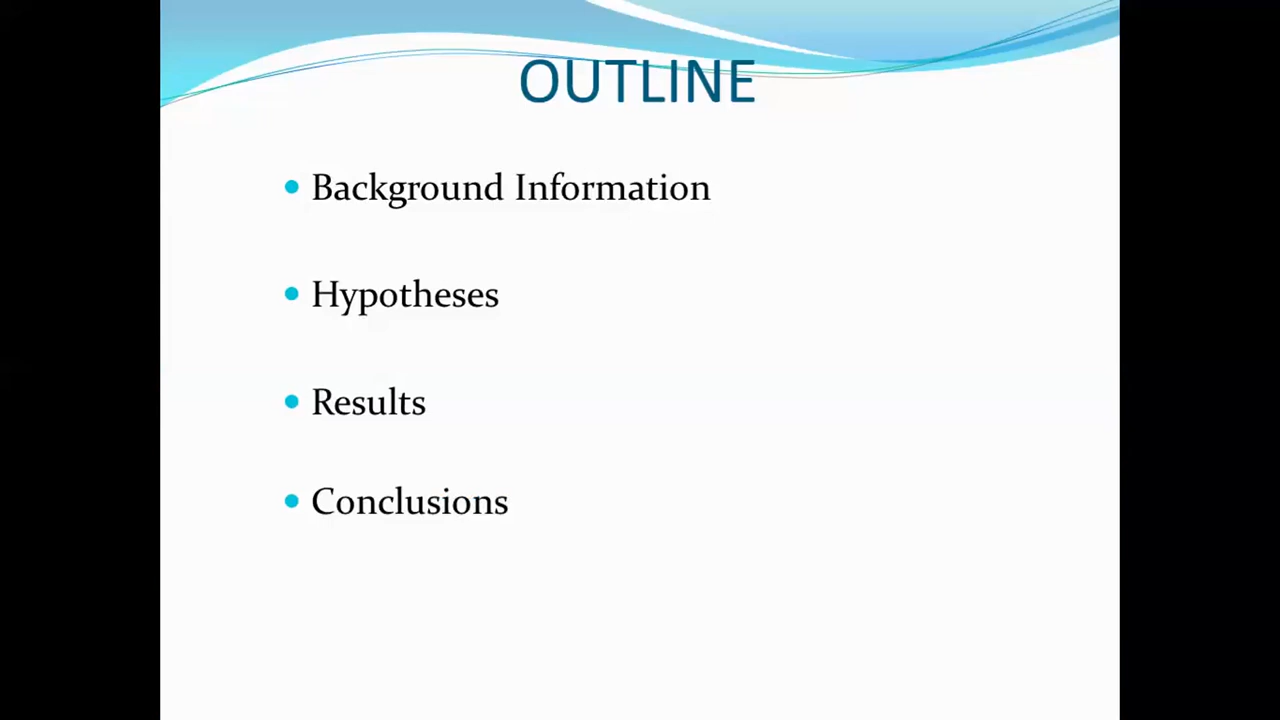 OUTLINE
• Background Information
• Hypotheses
• Results
• Conclusions